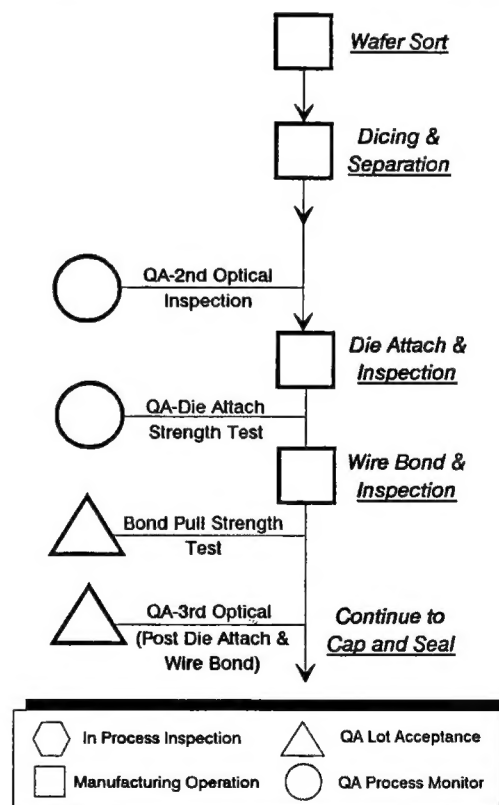 Wafer Sort
Dicing &
Separation
QA-2nd Optical
Inspection
Die Attach &
Inspection
QA-Die Attach
Strength Test
Wire Bond &
Inspection
Bond Pull Strength
Test
QA-3rd Optical
(Post Die Attach &
Wire Bond)
Continue to
Cap and Seal
In Process Inspection
QA Lot Acceptance
Manufacturing Operation
QA Process Monitor